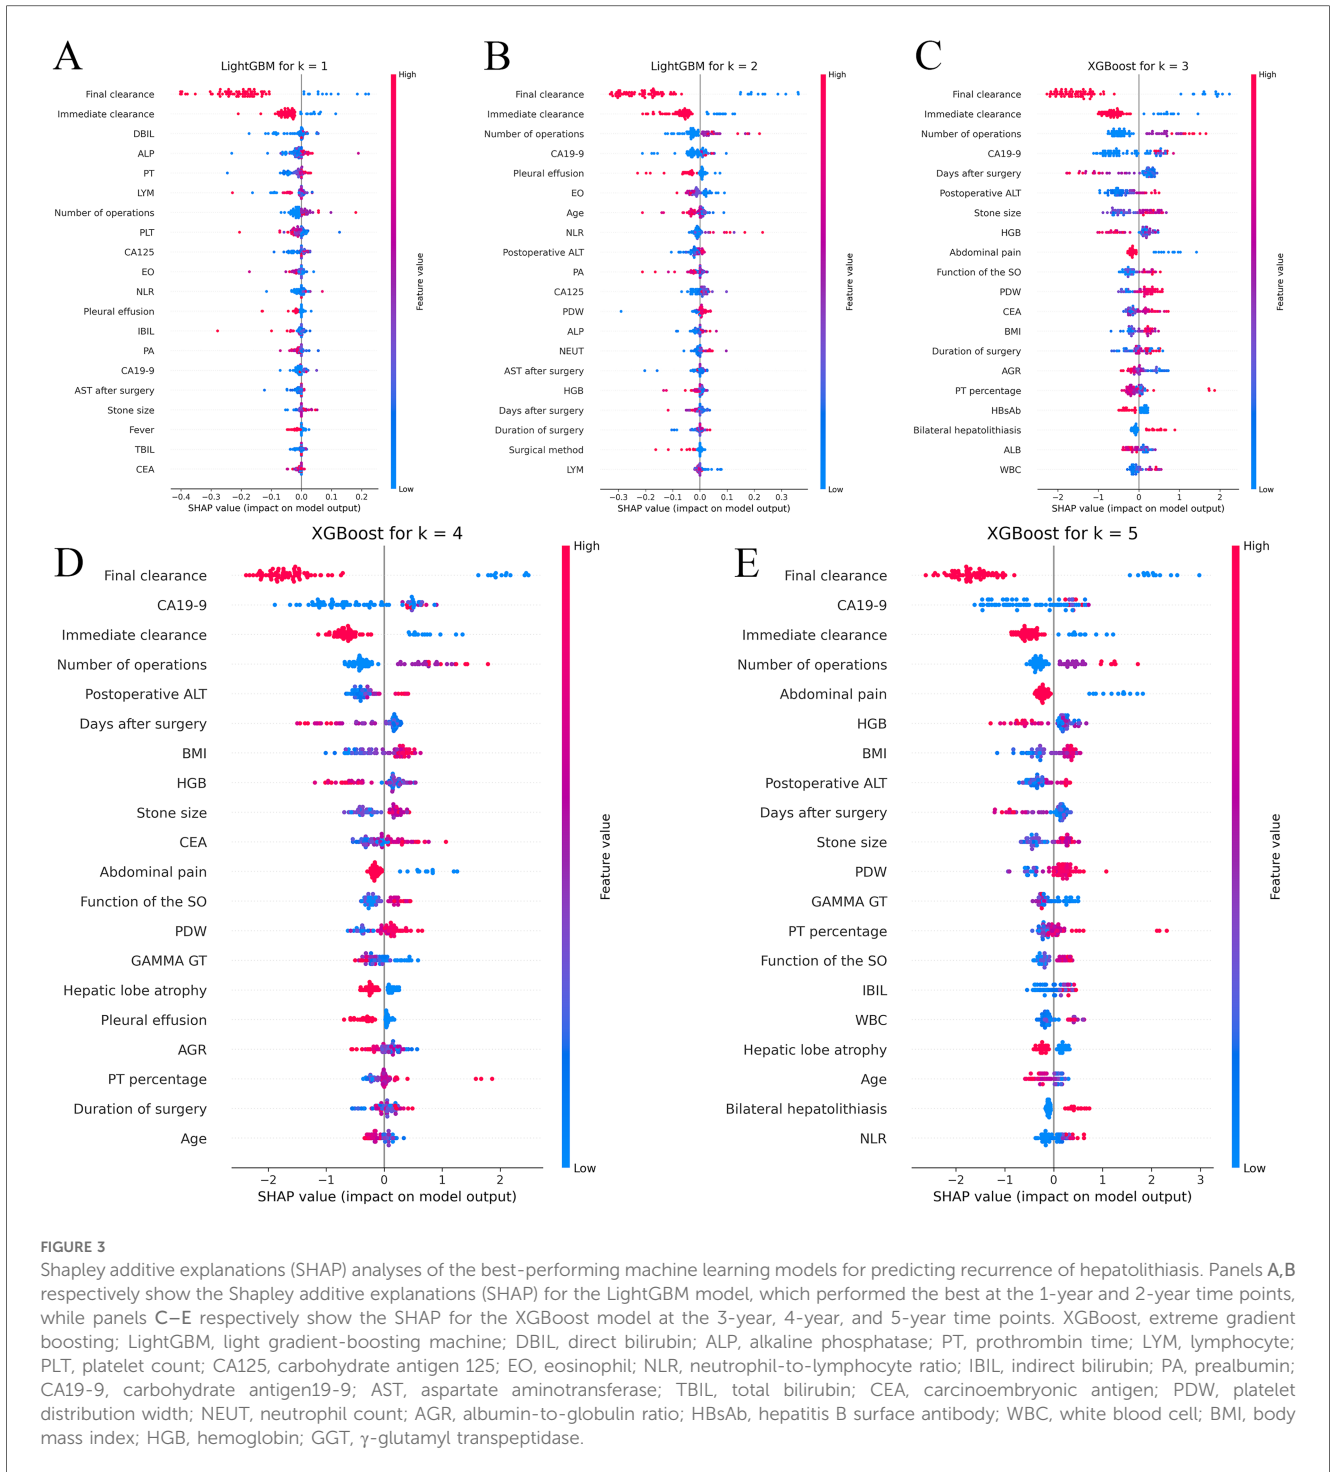 A
LightGBM for k = 1
High
Final clearance
Immediate clearance
DBIL
ALP
PT
LYM
Number of operations
PLT
CA125
EO
NLR
Pleural effusion
IBIL
PA
CA19-9
AST after surgery
Stone size
Fever
TBIL
CEA
Low
Feature value
−0.4 −0.3 −0.2 −0.1 0.0 0.1 0.2
SHAP value (impact on model output)
B
LightGBM for k = 2
High
Final clearance
Immediate clearance
Number of operations
CA19-9
Pleural effusion
EO
Age
NLR
Postoperative ALT
PA
CA125
PDW
ALP
NEUT
AST after surgery
HGB
Days after surgery
Duration of surgery
Surgical method
LYM
Low
Feature value
−0.3 −0.2 −0.1 0.0 0.1 0.2 0.3
SHAP value (impact on model output)
C
XGBoost for k = 3
High
Final clearance
Immediate clearance
Number of operations
CA19-9
Days after surgery
Postoperative ALT
Stone size
HGB
Abdominal pain
Function of the SO
PDW
CEA
BMI
Duration of surgery
AGR
PT percentage
HBsAb
Bilateral hepatolithiasis
ALB
WBC
Low
Feature value
−2 −1 0 1 2
SHAP value (impact on model output)
D
XGBoost for k = 4
High
Final clearance
CA19-9
Immediate clearance
Number of operations
Postoperative ALT
Days after surgery
BMI
HGB
Stone size
CEA
Abdominal pain
Function of the SO
PDW
GAMMA GT
Hepatic lobe atrophy
Pleural effusion
AGR
PT percentage
Duration of surgery
Age
Low
Feature value
−2 −1 0 1 2
SHAP value (impact on model output)
E
XGBoost for k = 5
High
Final clearance
CA19-9
Immediate clearance
Number of operations
Abdominal pain
HGB
BMI
Postoperative ALT
Days after surgery
Stone size
PDW
GAMMA GT
PT percentage
Function of the SO
IBIL
WBC
Hepatic lobe atrophy
Age
Bilateral hepatolithiasis
NLR
Low
Feature value
−2 −1 0 1 2 3
SHAP value (impact on model output)
FIGURE 3
Shapley additive explanations (SHAP) analyses of the best-performing machine learning models for predicting recurrence of hepatolithiasis. Panels A,B
respectively show the Shapley additive explanations (SHAP) for the LightGBM model, which performed the best at the 1-year and 2-year time points,
while panels C–E respectively show the SHAP for the XGBoost model at the 3-year, 4-year, and 5-year time points. XGBoost, extreme gradient
boosting; LightGBM, light gradient-boosting machine; DBIL, direct bilirubin; ALP, alkaline phosphatase; PT, prothrombin time; LYM, lymphocyte;
PLT, platelet count; CA125, carbohydrate antigen 125; EO, eosinophil; NLR, neutrophil-to-lymphocyte ratio; IBIL, indirect bilirubin; PA, prealbumin;
CA19-9, carbohydrate antigen19-9; AST, aspartate aminotransferase; TBIL, total bilirubin; CEA, carcinoembryonic antigen; PDW, platelet
distribution width; NEUT, neutrophil count; AGR, albumin-to-globulin ratio; HBsAb, hepatitis B surface antibody; WBC, white blood cell; BMI, body
mass index; HGB, hemoglobin; GGT, γ-glutamyl transpeptidase.